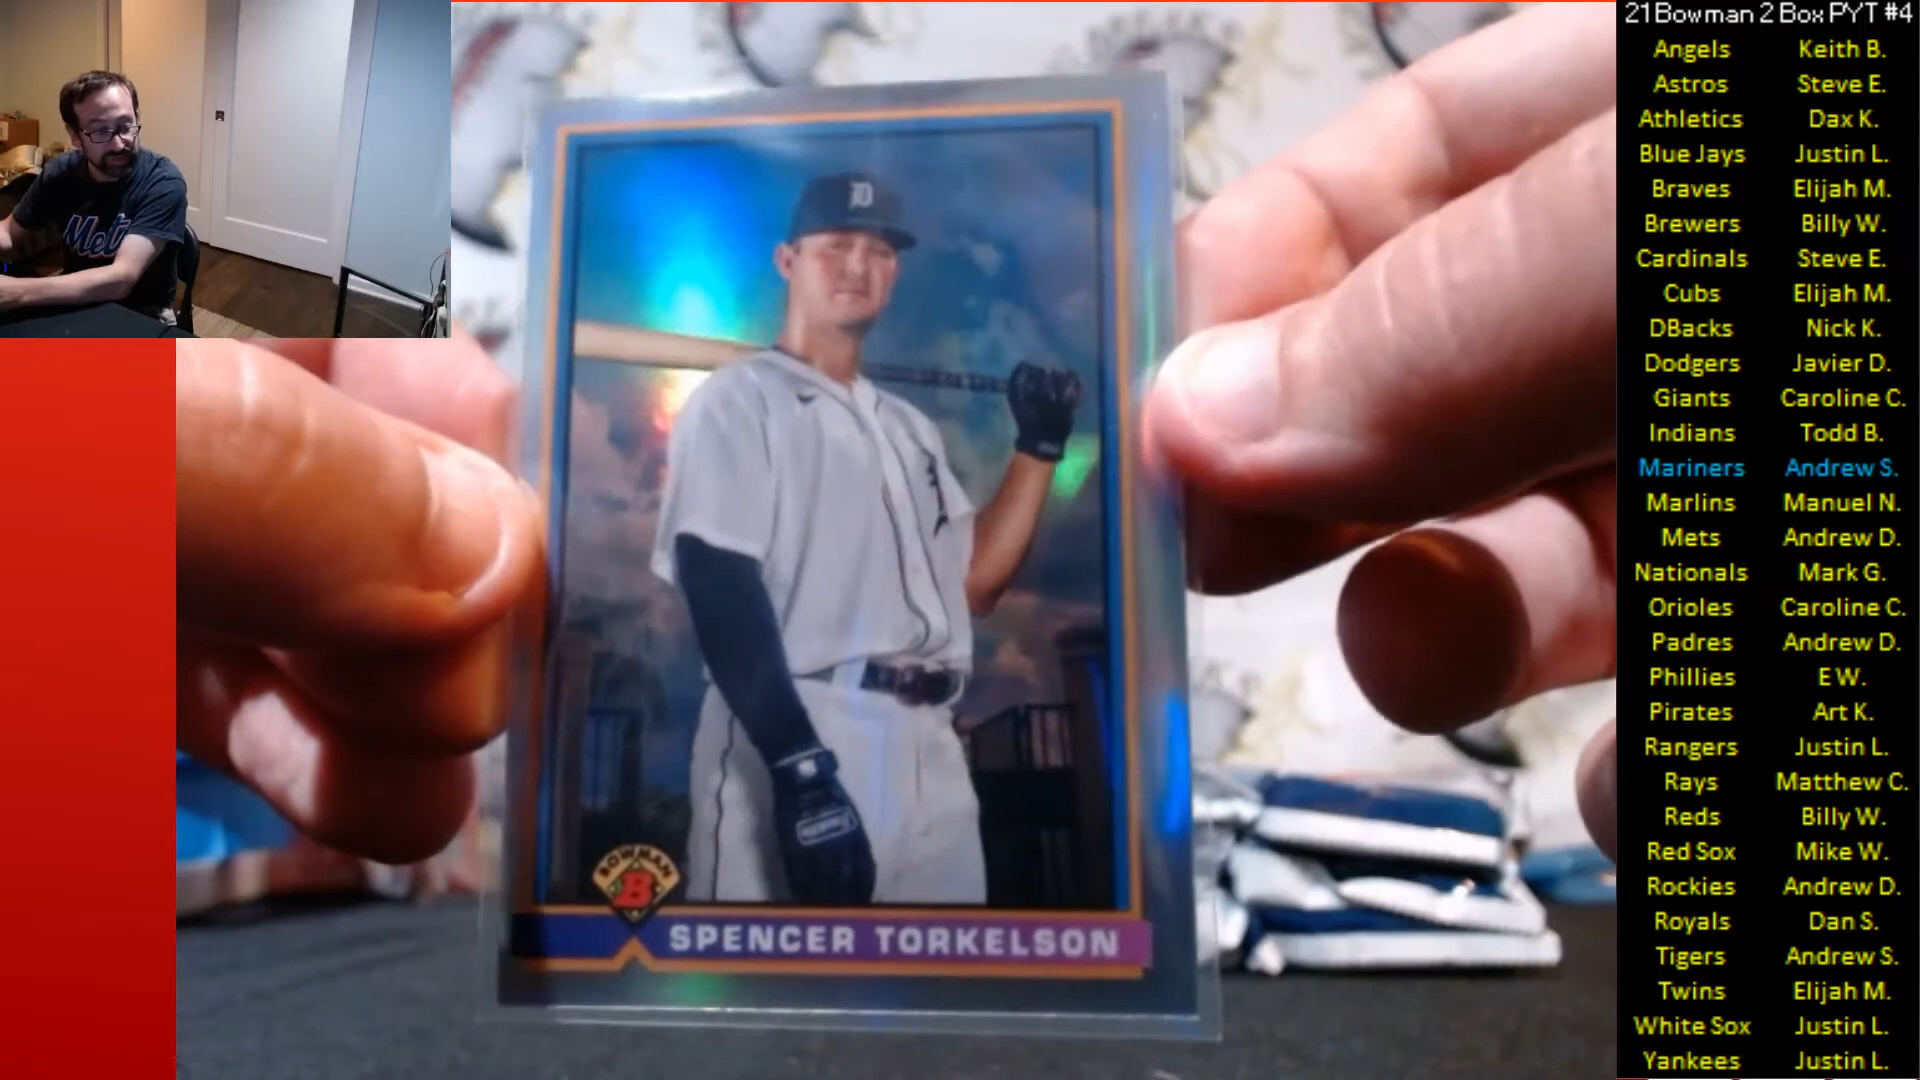 21 Bowman 2 Box PYT #4
Angels Keith B.
Astros Steve E.
Athletics Dax K.
Blue Jays Justin L.
Braves Elijah M.
Brewers Billy W.
Cardinals Steve E.
Cubs Elijah M.
DBacks Nick K.
Dodgers Javier D.
Giants Caroline C.
Indians Todd B.
Mariners Andrew S.
Marlins Manuel N.
Mets Andrew D.
Nationals Mark G.
Orioles Caroline C.
Padres Andrew D.
Phillies E W.
Pirates Art K.
Rangers Justin L.
Rays Matthew C.
Reds Billy W.
Red Sox Mike W.
Rockies Andrew D.
Royals Dan S.
Tigers Andrew S.
Twins Elijah M.
White Sox Justin L.
Yankees Justin L.
Mets
D
BOWMAN
B
SPENCER TORKELSON